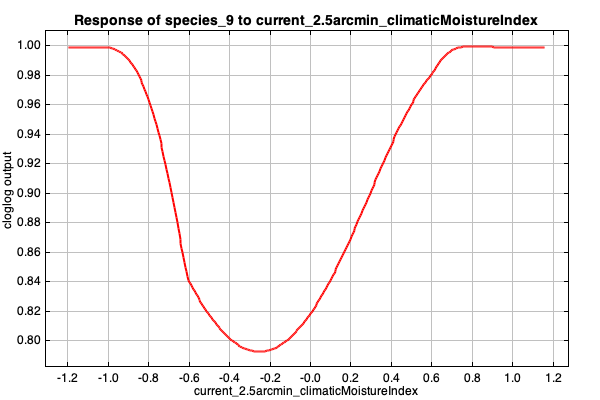 Response of species_9 to current_2.5arcmin_climaticMoistureIndex
1.00
0.98
0.96
0.94
0.92
0.90
0.88
0.86
0.84
0.82
0.80
cloglog output
-1.2 -1.0 -0.8 -0.6 -0.4 -0.2 -0.0 0.2 0.4 0.6 0.8 1.0 1.2
current_2.5arcmin_climaticMoistureIndex